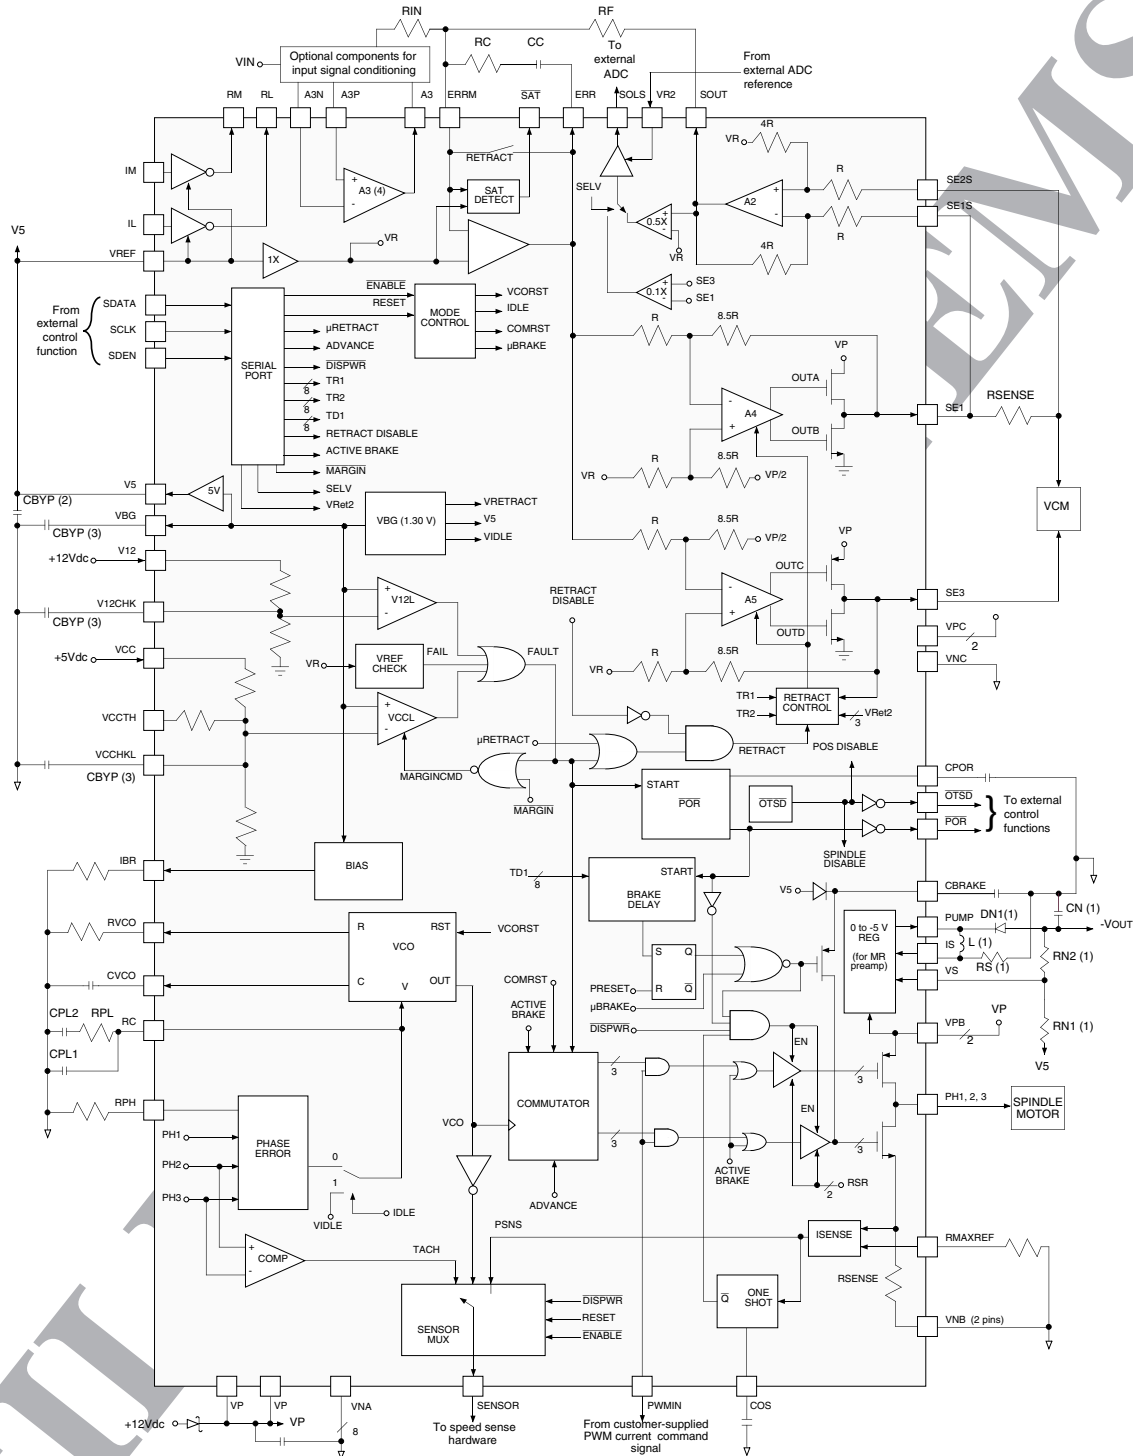 RIN
RF
RC
CC
To
external
ADC
From
external ADC
reference
VIN
Optional components for
input signal conditioning
RM
RL
A3N
A3P
A3
ERRM
SAT
ERR
SOLS
VR2
SOUT
4R
VR
RETRACT
IM
A3 (4)
SAT
DETECT
SELV
R
SE2S
A2
SE1S
R
IL
0.5X
V5
VR
VREF
1X
VR
4R
SE3
0.1X
SE1
SDATA
From
external
control
function
SCLK
SDEN
SERIAL
PORT
ENABLE
RESET
MODE
CONTROL
VCORST
IDLE
COMRST
µBRAKE
µRETRACT
ADVANCE
DISPWR
TR1
8
TR2
8
TD1
8
RETRACT DISABLE
ACTIVE BRAKE
MARGIN
SELV
VRet2
R
8.5R
VP
OUTA
A4
OUTB
SE1
RSENSE
R
8.5R
VR
VP/2
V5
5V
CBYP (2)
VBG
CBYP (3)
VBG (1.30 V)
VRETRACT
V5
VIDLE
VCM
V12
+12Vdc
R
8.5R
VP/2
VP
OUTC
A5
OUTD
SE3
V12CHK
CBYP (3)
V12L
RETRACT
DISABLE
VPC
2
VNC
VCC
+5Vdc
VR
VREF
CHECK
FAIL
FAULT
VR
R
8.5R
VCCTH
VCCL
TR1
TR2
RETRACT
CONTROL
VRet2
3
µRETRACT
RETRACT
POS DISABLE
VCCHKL
CBYP (3)
MARGINCMD
MARGIN
START
POR
OTSD
CPOR
OTSD
POR
To external
control
functions
SPINDLE
DISABLE
IBR
BIAS
TD1
8
START
BRAKE
DELAY
V5
CBRAKE
CN (1)
RVCO
R
RST
VCO
VCORST
0 to -5 V
REG
(for MR
preamp)
PUMP
DN1(1)
-VOUT
IS
L (1)
RS (1)
RN2 (1)
VS
CVCO
C
V
OUT
S
Q
R
Q
PRESET
µBRAKE
COMRST
ACTIVE
BRAKE
CPL2
RPL
RC
CPL1
DISPWR
VPB
2
VP
RN1 (1)
V5
EN
3
3
COMMUTATOR
RPH
PH1, 2, 3
SPINDLE
MOTOR
PH1
PH2
PH3
PHASE
ERROR
VCO
EN
3
3
0
1
VIDLE
IDLE
ADVANCE
ACTIVE
BRAKE
2
RSR
PSNS
ISENSE
RMAXREF
COMP
TACH
RSENSE
SENSOR
MUX
DISPWR
RESET
ENABLE
Q
ONE
SHOT
VNB (2 pins)
VP
VP
VNA
SENSOR
PWMIN
COS
+12Vdc
VP
8
To speed sense
hardware
From customer-supplied
PWM current command
signal